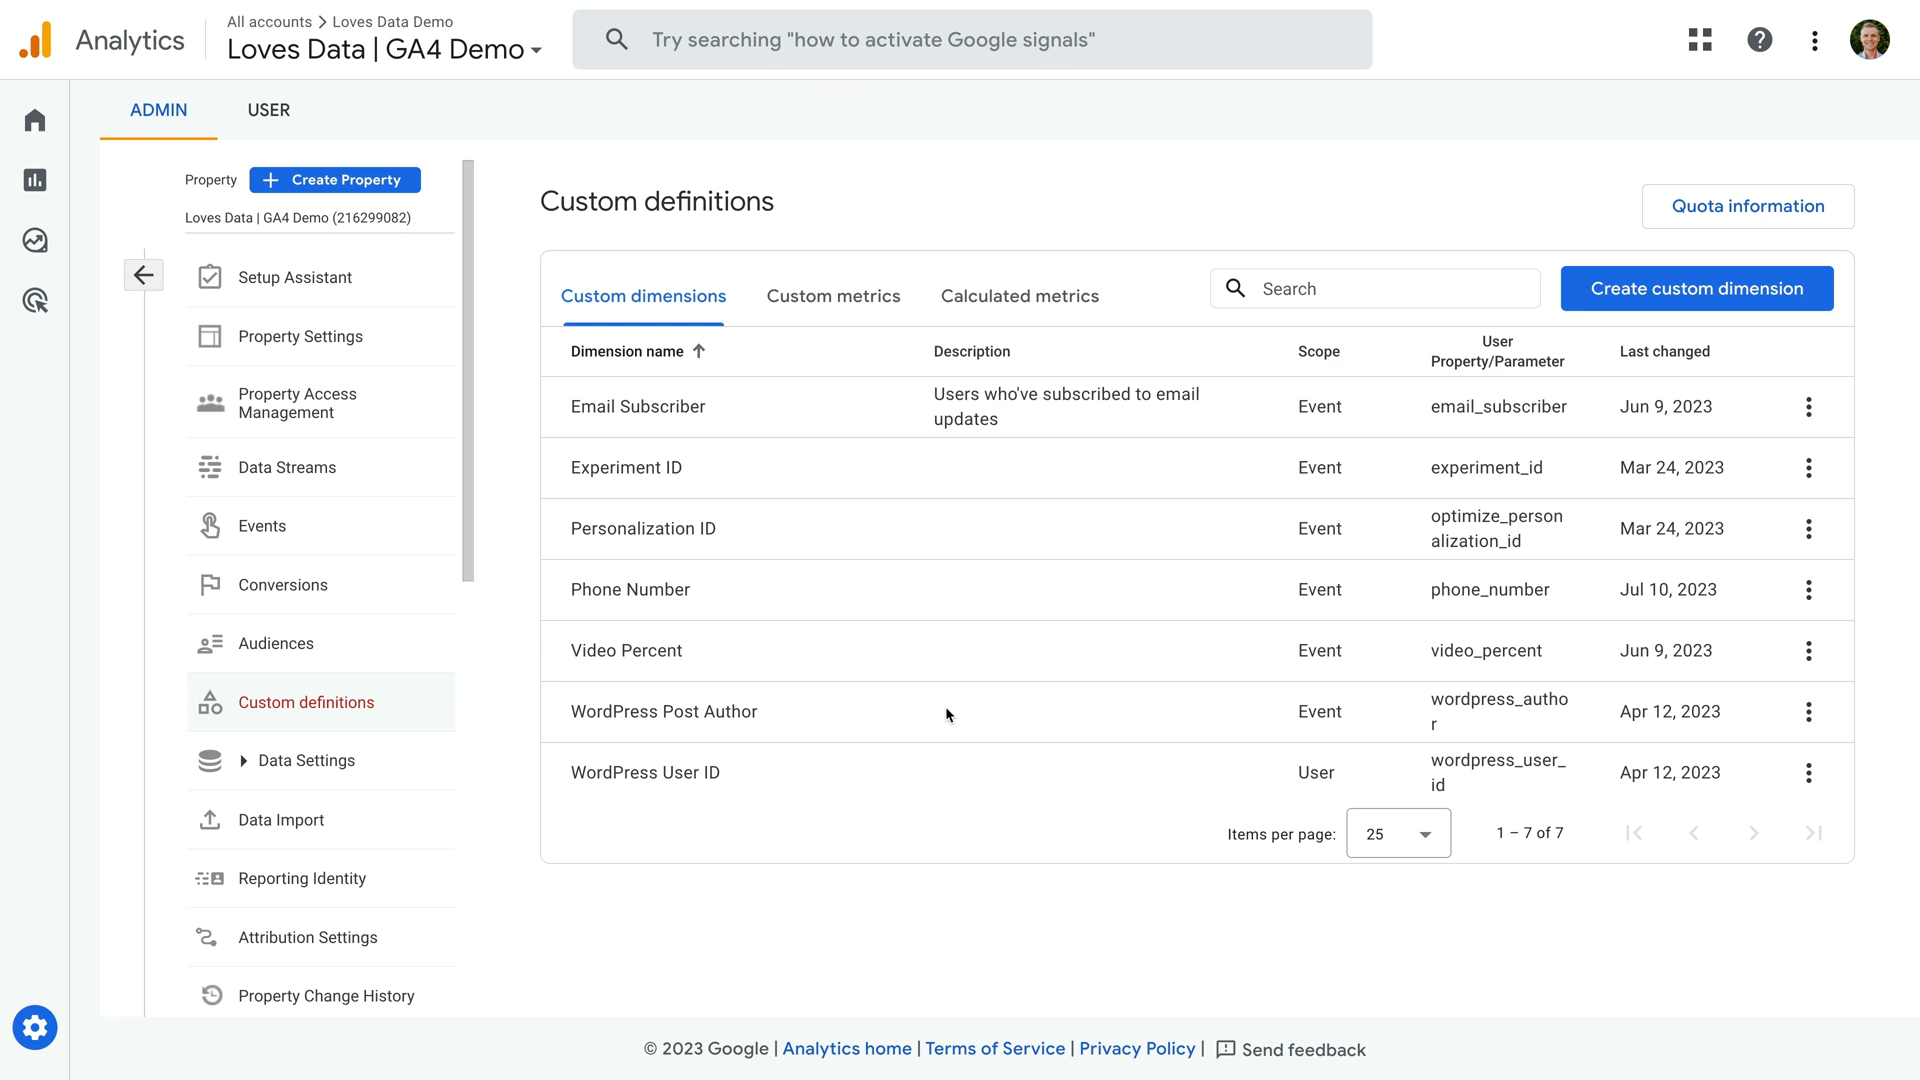 Analytics
All accounts > Loves Data Demo
Loves Data | GA4 Demo
Try searching "how to activate Google signals"
ADMIN
USER
Property
Create Property
Loves Data | GA4 Demo (216299082)
Setup Assistant
Property Settings
Property Access
Management
Data Streams
Events
Conversions
Audiences
Custom definitions
Data Settings
Data Import
Reporting Identity
Attribution Settings
Property Change History
Custom definitions
Quota information
Custom dimensions
Custom metrics
Calculated metrics
Search
Create custom dimension
Dimension name
Description
Scope
User
Property/Parameter
Last changed
Email Subscriber
Users who've subscribed to email
updates
Event
email_subscriber
Jun 9, 2023
Experiment ID
Event
experiment_id
Mar 24, 2023
Personalization ID
Event
optimize_person
alization_id
Mar 24, 2023
Phone Number
Event
phone_number
Jul 10, 2023
Video Percent
Event
video_percent
Jun 9, 2023
WordPress Post Author
Event
wordpress_autho
r
Apr 12, 2023
WordPress User ID
User
wordpress_user_
id
Apr 12, 2023
Items per page:
25
1 – 7 of 7
© 2023 Google | Analytics home | Terms of Service | Privacy Policy | Send feedback